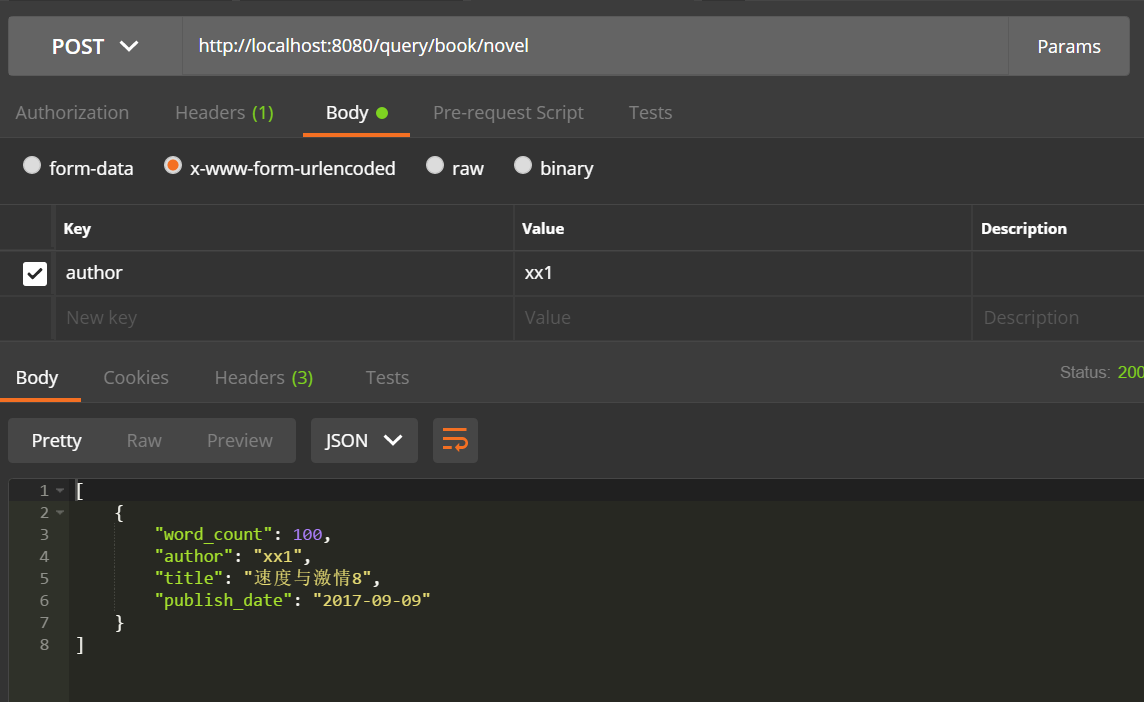 POST http://localhost:8080/query/book/novel Params
Authorization Headers (1) Body Pre-request Script Tests
form-data x-www-form-urlencoded raw binary
Key Value Description
author xx1
New key Value Description
Body Cookies Headers (3) Tests Status: 200
Pretty Raw Preview JSON
1 [
2 {
3 "word_count": 100,
4 "author": "xx1",
5 "title": "速度与激情8",
6 "publish_date": "2017-09-09"
7 }
8 ]